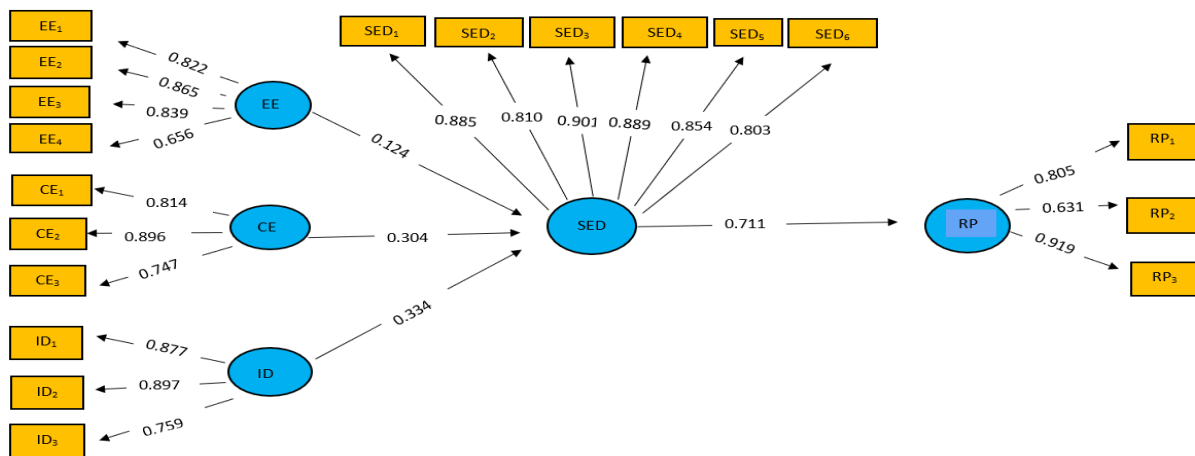 EE₁
EE₂
EE₃
EE₄
0.822
0.865
0.839
0.656
EE
CE₁
CE₂
CE₃
0.814
0.896
0.747
CE
ID₁
ID₂
ID₃
0.877
0.897
0.759
ID
0.124
0.304
0.334
SED₁ SED₂ SED₃ SED₄ SED₅ SED₆
0.885 0.810 0.901 0.889 0.854 0.803
SED
0.711
RP
0.805
0.631
0.919
RP₁
RP₂
RP₃